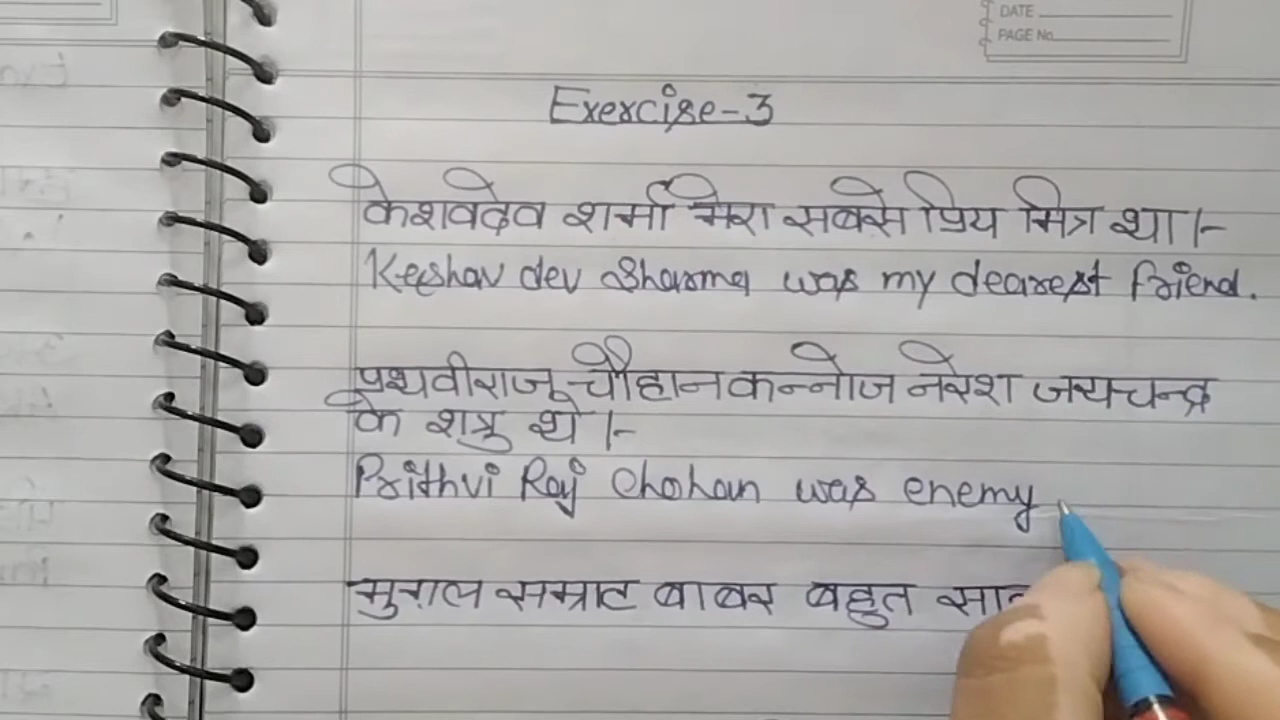 DATE
PAGE No.
Exercise-3
केशवदेव शर्मा मेरा सबसे प्रिय मित्र था।-
Keshav dev Sharma was my dearest friend.
पृथ्वीराज चौहान कन्नोज नरेश जयचन्द्र
के शत्रु थे।-
Prithvi Raj Chohan was enemy
मुग़ल सम्राट बाबर बहुत